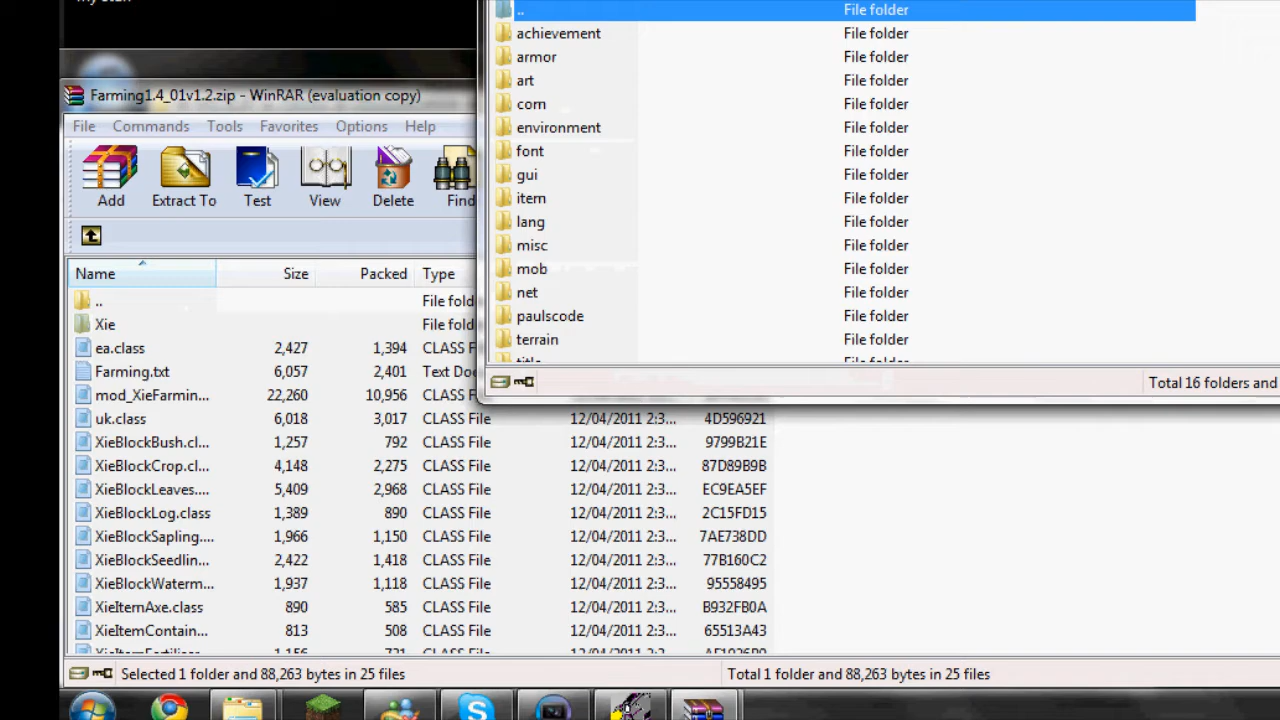 my stuff
.. File folder
achievement File folder
armor File folder
art File folder
com File folder
environment File folder
font File folder
gui File folder
item File folder
lang File folder
misc File folder
mob File folder
net File folder
paulscode File folder
terrain File folder
title File folder
Total 16 folders and
Farming1.4_01v1.2.zip - WinRAR (evaluation copy)
File Commands Tools Favorites Options Help
Add Extract To Test View Delete Find
Name Size Packed Type
.. File fold
Xie File fold
ea.class 2,427 1,394 CLASS F
Farming.txt 6,057 2,401 Text Doc
mod_XieFarmin... 22,260 10,956
uk.class 6,018 3,017 CLASS File 12/04/2011 2:3... 4D596921
XieBlockBush.cl... 1,257 792 CLASS File 12/04/2011 2:3... 9799B21E
XieBlockCrop.cl... 4,148 2,275 CLASS File 12/04/2011 2:3... 87D89B9B
XieBlockLeaves.... 5,409 2,968 CLASS File 12/04/2011 2:3... EC9EA5EF
XieBlockLog.class 1,389 890 CLASS File 12/04/2011 2:3... 2C15FD15
XieBlockSapling.... 1,966 1,150 CLASS File 12/04/2011 2:3... 7AE738DD
XieBlockSeedlin... 2,422 1,418 CLASS File 12/04/2011 2:3... 77B160C2
XieBlockWaterm... 1,937 1,118 CLASS File 12/04/2011 2:3... 95558495
XieItemAxe.class 890 585 CLASS File 12/04/2011 2:3... B932FB0A
XieItemContain... 813 508 CLASS File 12/04/2011 2:3... 65513A43
Selected 1 folder and 88,263 bytes in 25 files Total 1 folder and 88,263 bytes in 25 files